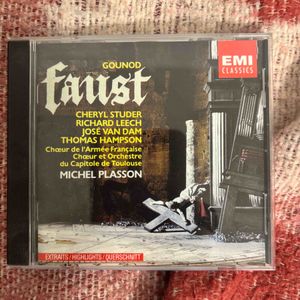 GOUNOD
faust
EMI
CLASSICS
CHERYL STUDER
RICHARD LEECH
JOSÉ VAN DAM
THOMAS HAMPSON
Chœur de l'Armée Française
Chœur et Orchestre
du Capitole de Toulouse
MICHEL PLASSON
EXTRAITS/HIGHLIGHTS/QUERSCHNITT